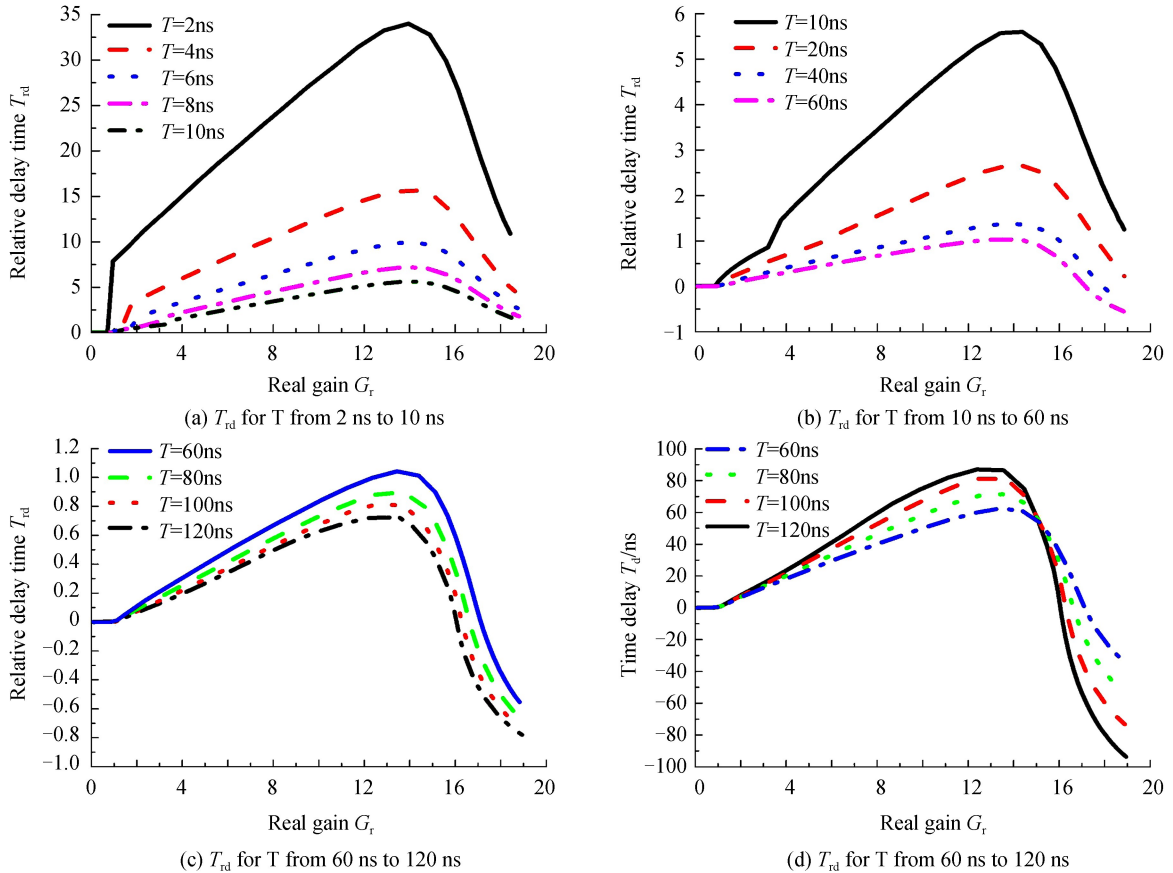 35
30
25
20
15
10
5
0
Relative delay time Trd
T=2ns
T=4ns
T=6ns
T=8ns
T=10ns
0 4 8 12 16 20
Real gain Gr
(a) Trd for T from 2 ns to 10 ns
6
5
4
3
2
1
0
−1
Relative delay time Trd
T=10ns
T=20ns
T=40ns
T=60ns
0 4 8 12 16 20
Real gain Gr
(b) Trd for T from 10 ns to 60 ns
1.2
1.0
0.8
0.6
0.4
0.2
0
−0.2
−0.4
−0.6
−0.8
−1.0
Relative delay time Trd
T=60ns
T=80ns
T=100ns
T=120ns
0 4 8 12 16 20
Real gain Gr
(c) Trd for T from 60 ns to 120 ns
100
80
60
40
20
0
−20
−40
−60
−80
−100
Time delay Td/ns
T=60ns
T=80ns
T=100ns
T=120ns
0 4 8 12 16 20
Real gain Gr
(d) Trd for T from 60 ns to 120 ns